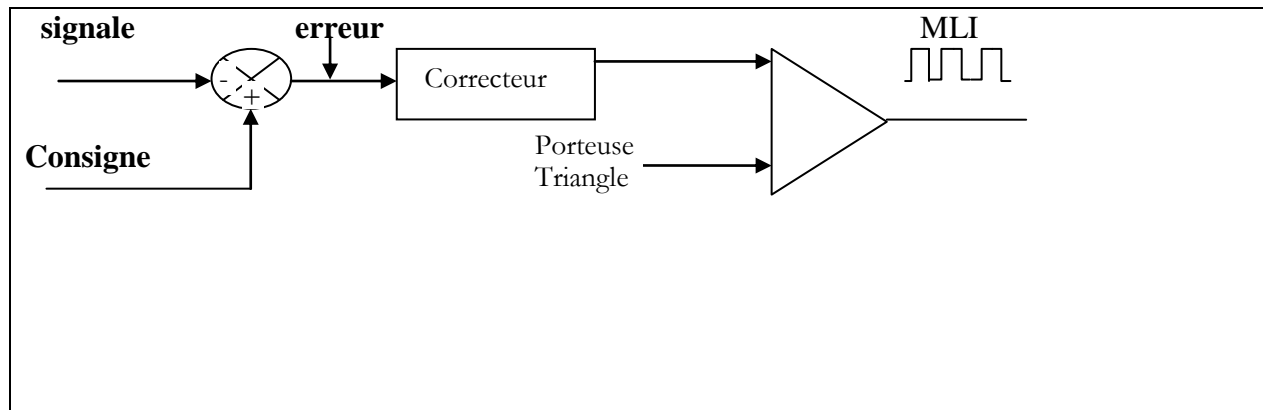 signale
erreur
MLI
-
+
Correcteur
Consigne
Porteuse
Triangle